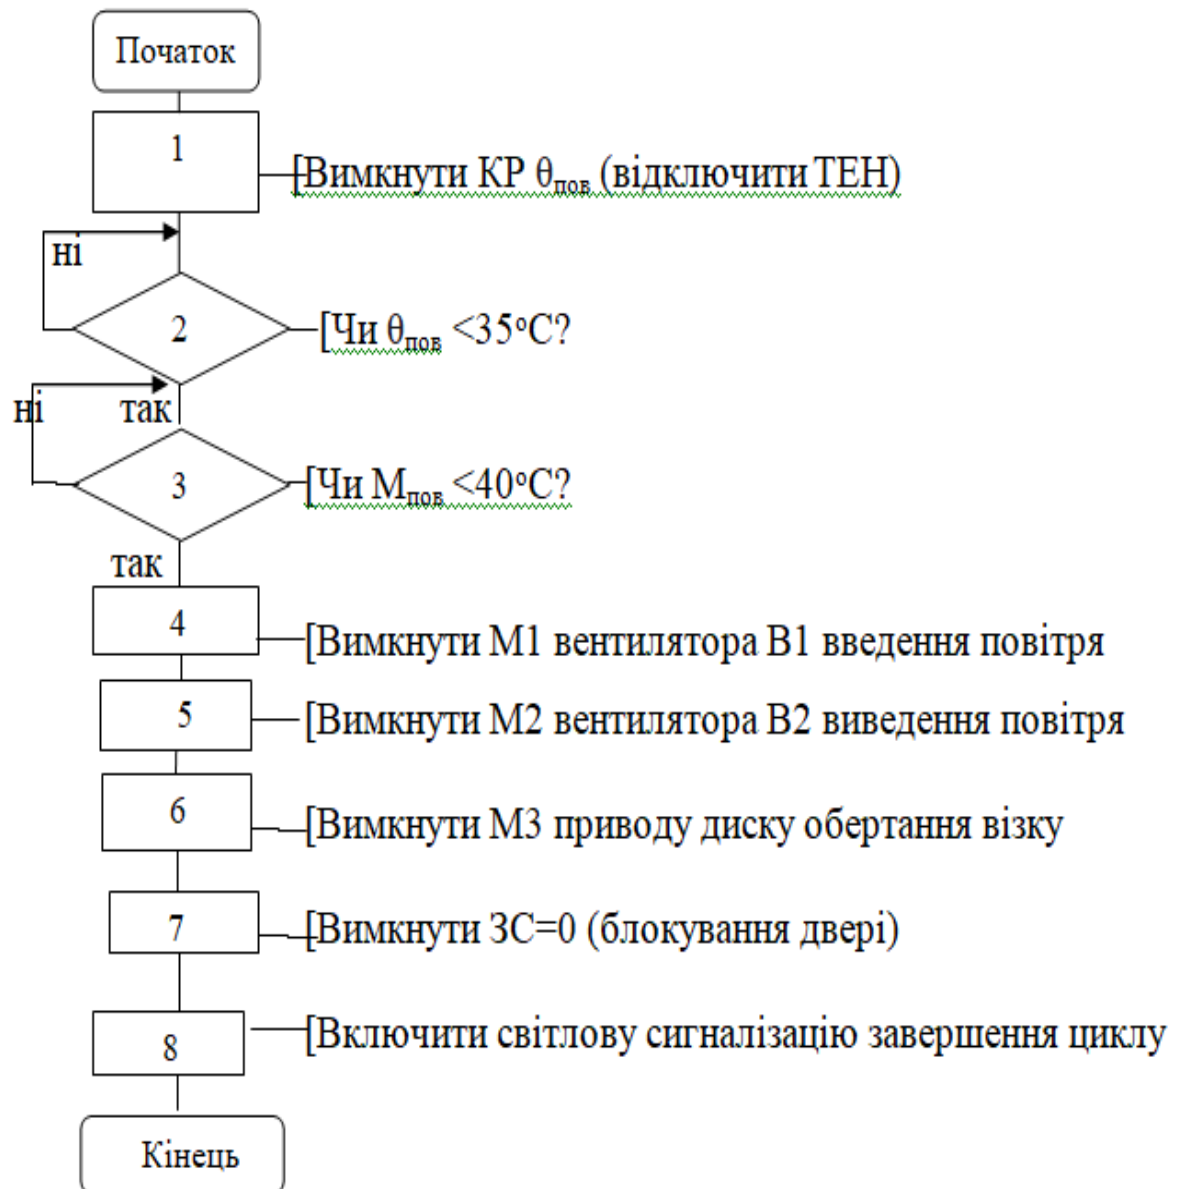 Початок
1
[Вимкнути КР θпов (відключити ТЕН)
ні
2
[Чи θпов <35°С?
ні
так
3
[Чи Мпов <40°С?
так
4
[Вимкнути М1 вентилятора В1 введення повітря
5
[Вимкнути М2 вентилятора В2 виведення повітря
6
[Вимкнути М3 приводу диску обертання візку
7
[Вимкнути ЗС=0 (блокування двері)
8
[Включити світлову сигналізацію завершення циклу
Кінець